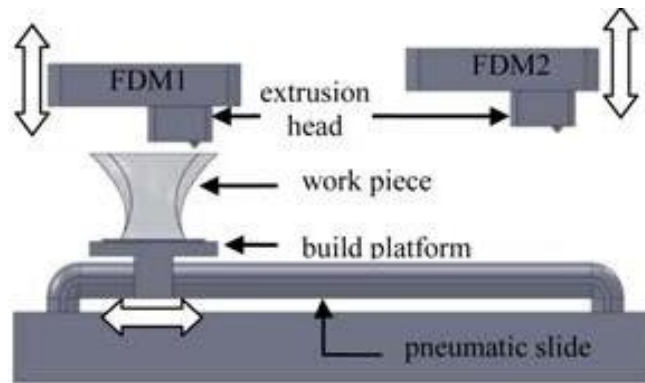 FDM1
FDM2
extrusion
head
work piece
build platform
pneumatic slide